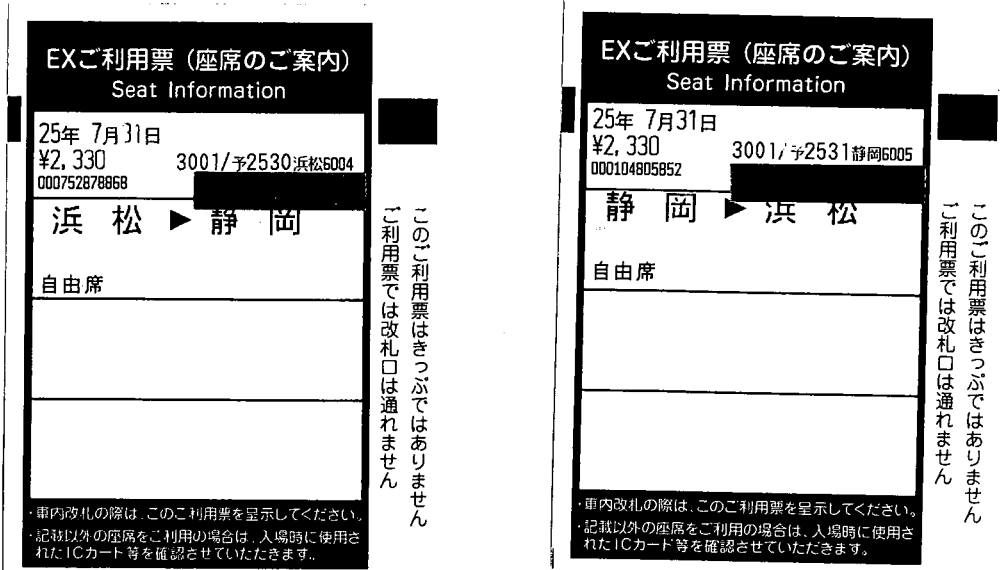 EXご利用票（座席のご案内）
Seat Information
25年 7月31日
¥2,330 3001/予2530浜松6004
000752878868
浜 松 ▶ 静 岡
自由席
・車内改札の際は、このご利用票を呈示してください。
・記載以外の座席をご利用の場合は、入場時に使用さ
れたICカード等を確認させていただきます。
このご利用票はきっぷではありません
ご利用票では改札口は通れません
EXご利用票（座席のご案内）
Seat Information
25年 7月31日
¥2,330 3001/予2531静岡6005
000104805852
静 岡 ▶ 浜 松
自由席
・車内改札の際は、このご利用票を呈示してください。
・記載以外の座席をご利用の場合は、入場時に使用さ
れたICカード等を確認させていただきます。
このご利用票はきっぷではありません
ご利用票では改札口は通れません